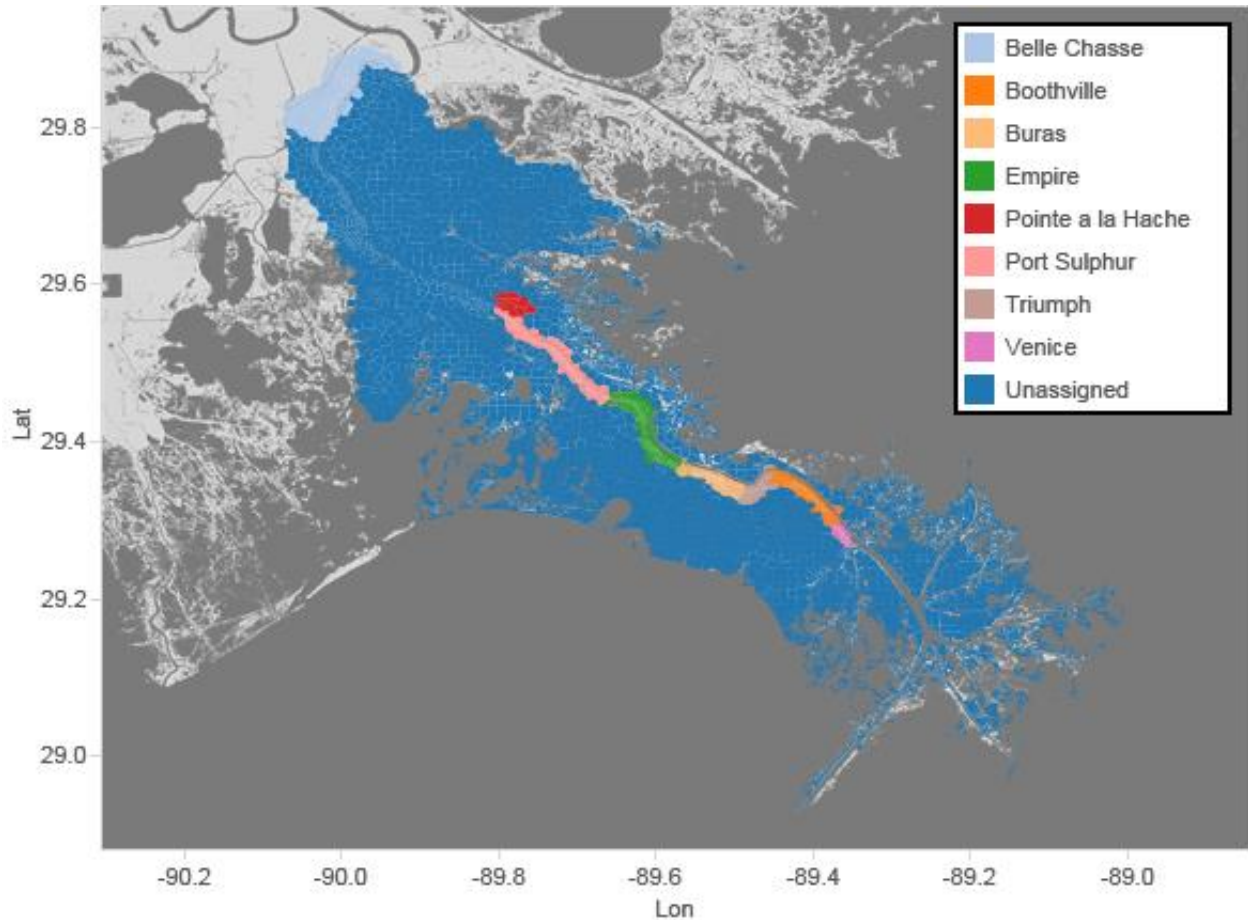 Belle Chasse
Boothville
Buras
Empire
Pointe a la Hache
Port Sulphur
Triumph
Venice
Unassigned
29.8
29.6
29.4
29.2
29.0
Lat
-90.2 -90.0 -89.8 -89.6 -89.4 -89.2 -89.0
Lon